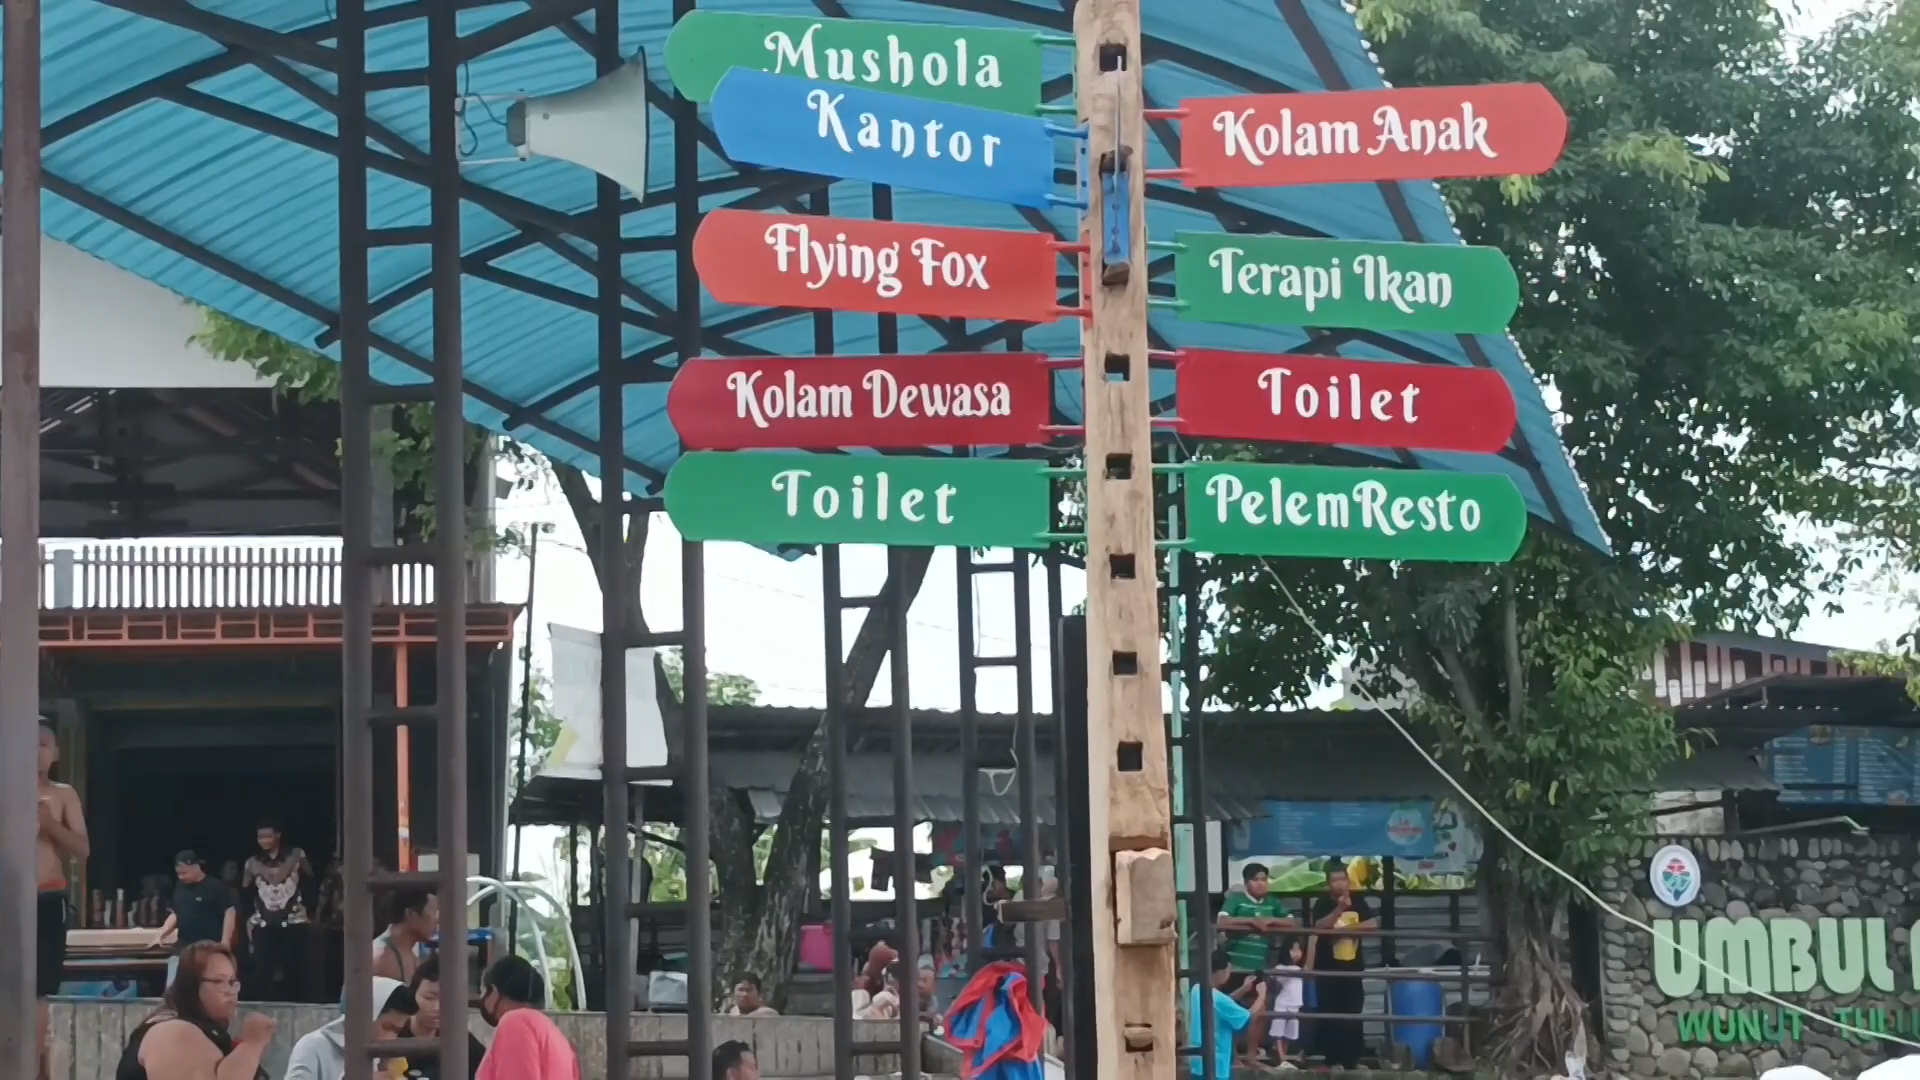 Mushola
Kantor
Kolam Anak
Flying Fox
Terapi Ikan
Kolam Dewasa
Toilet
Toilet
PelemResto
UMBUL
WUNUT